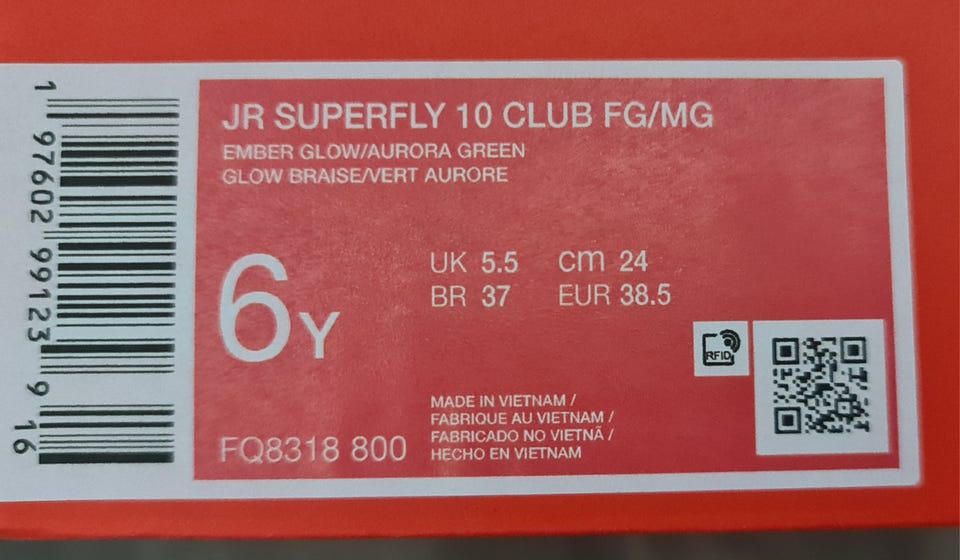 JR SUPERFLY 10 CLUB FG/MG
EMBER GLOW/AURORA GREEN
GLOW BRAISE/VERT AURORE
6Y
UK 5.5 cm 24
BR 37 EUR 38.5
RFID
MADE IN VIETNAM /
FABRIQUE AU VIETNAM /
FABRICADO NO VIETNÃ /
HECHO EN VIETNAM
FQ8318 800
1 97602 99123 9 16